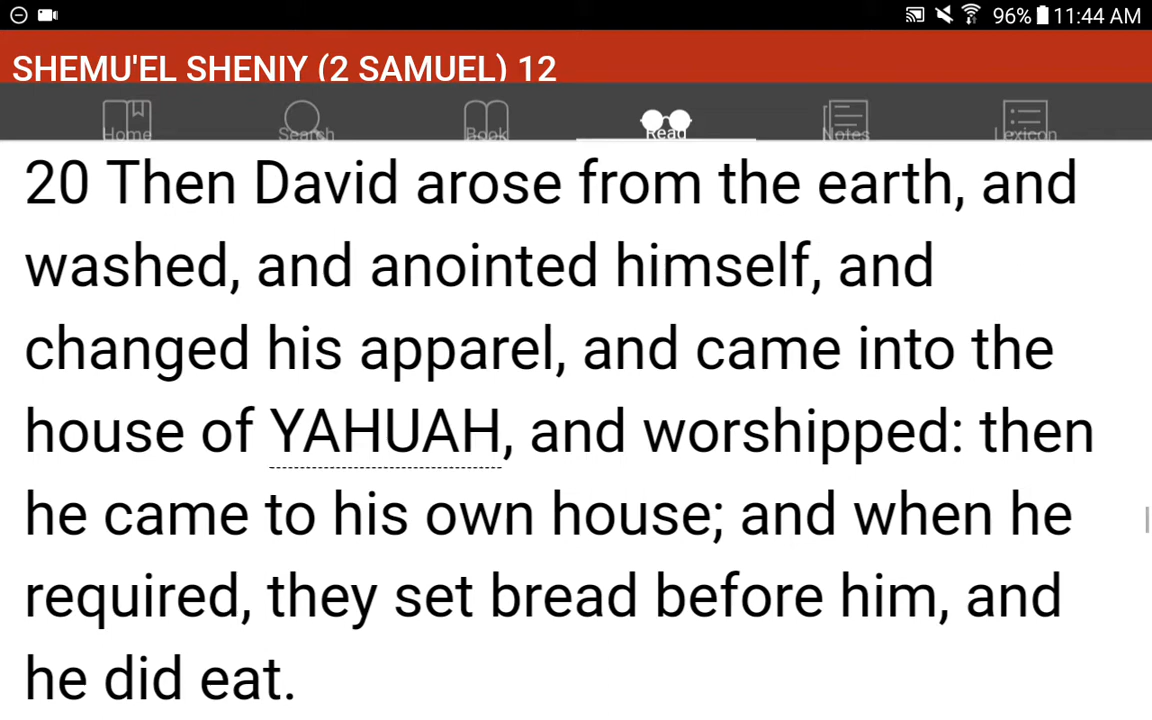 96% 11:44 AM
SHEMU'EL SHENIY (2 SAMUEL) 12
Home Search Book Read Notes Lexicon
20 Then David arose from the earth, and
washed, and anointed himself, and
changed his apparel, and came into the
house of YAHUAH, and worshipped: then
he came to his own house; and when he
required, they set bread before him, and
he did eat.